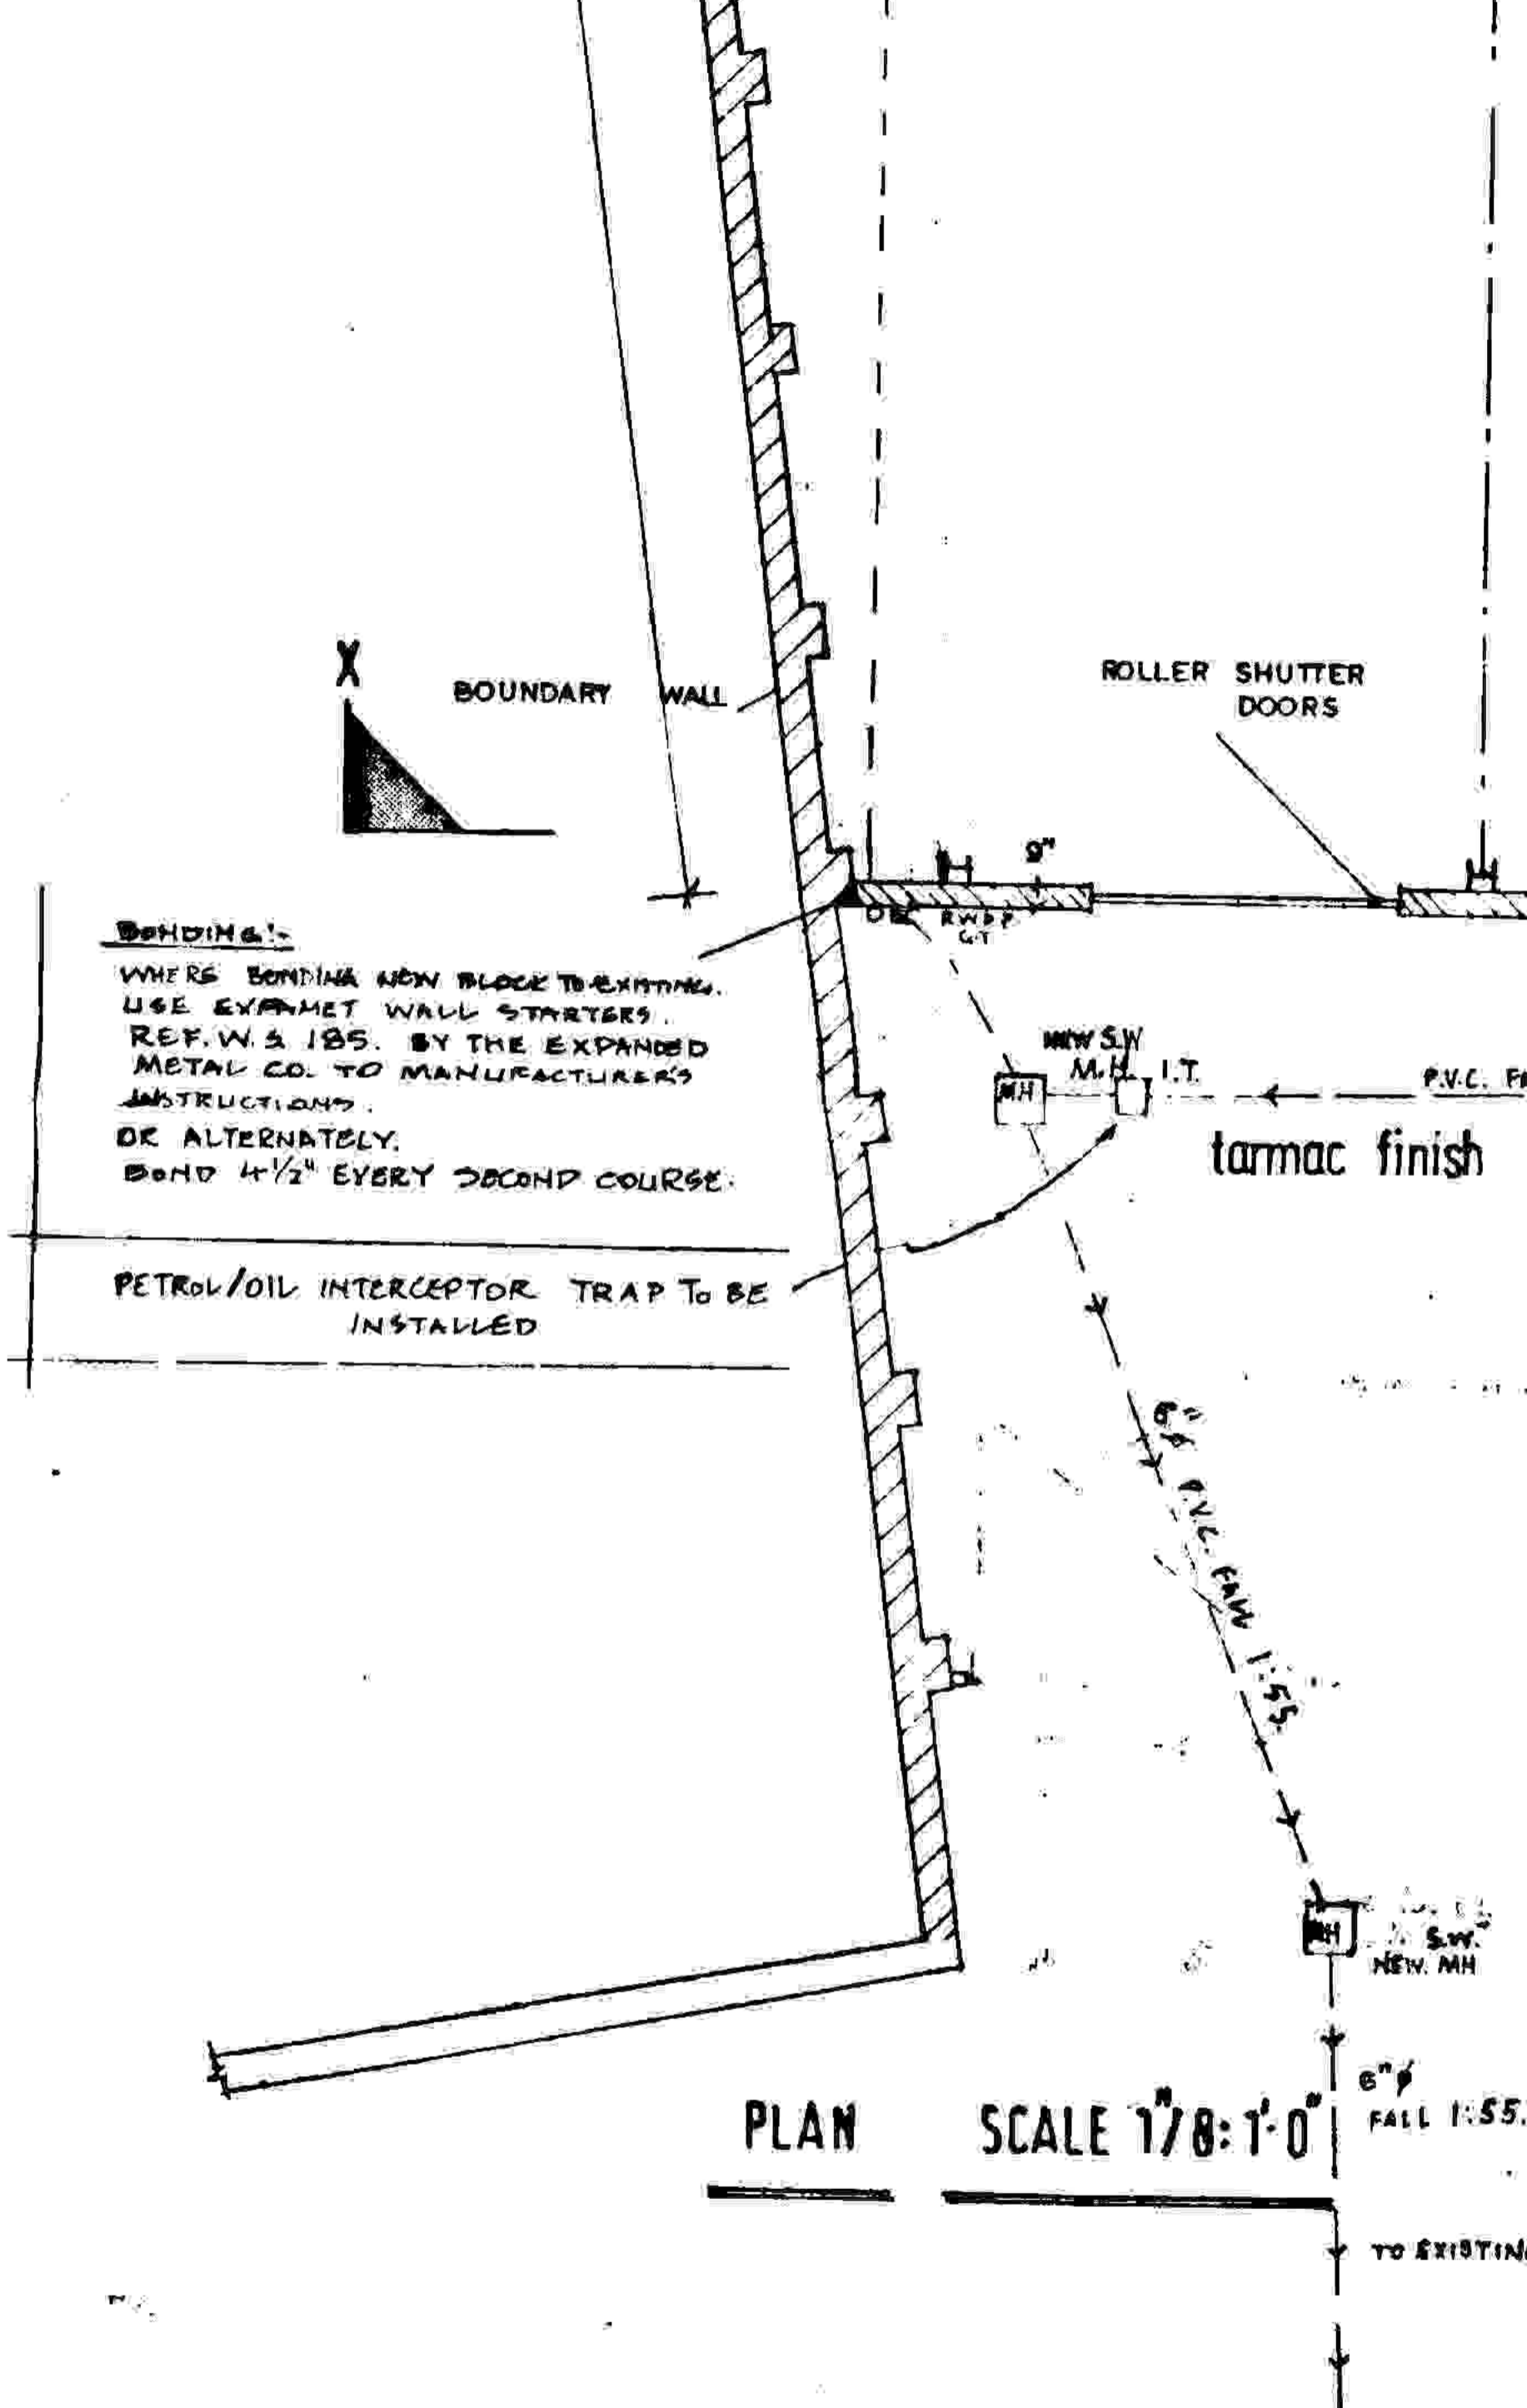 X
BOUNDARY WALL
ROLLER SHUTTER
DOORS
9"
R.W.D.P
G.T
BONDING:-
WHERE BONDING NEW BLOCK TO EXISTING.
USE EXPAMET WALL STARTERS.
REF. W.S 185. BY THE EXPANDED
METAL CO. TO MANUFACTURER'S
INSTRUCTIONS.
OR ALTERNATELY.
BOND 4½" EVERY SECOND COURSE.
NEW S.W
M.H.
I.T.
MH
P.V.C.
tarmac finish
PETROL/OIL INTERCEPTOR TRAP TO BE
INSTALLED
6"ϕ P.V.C. FALL 1:55.
MH
S.W.
NEW. MH
PLAN SCALE 1"/8:1'-0"
6"ϕ
FALL 1:55.
TO